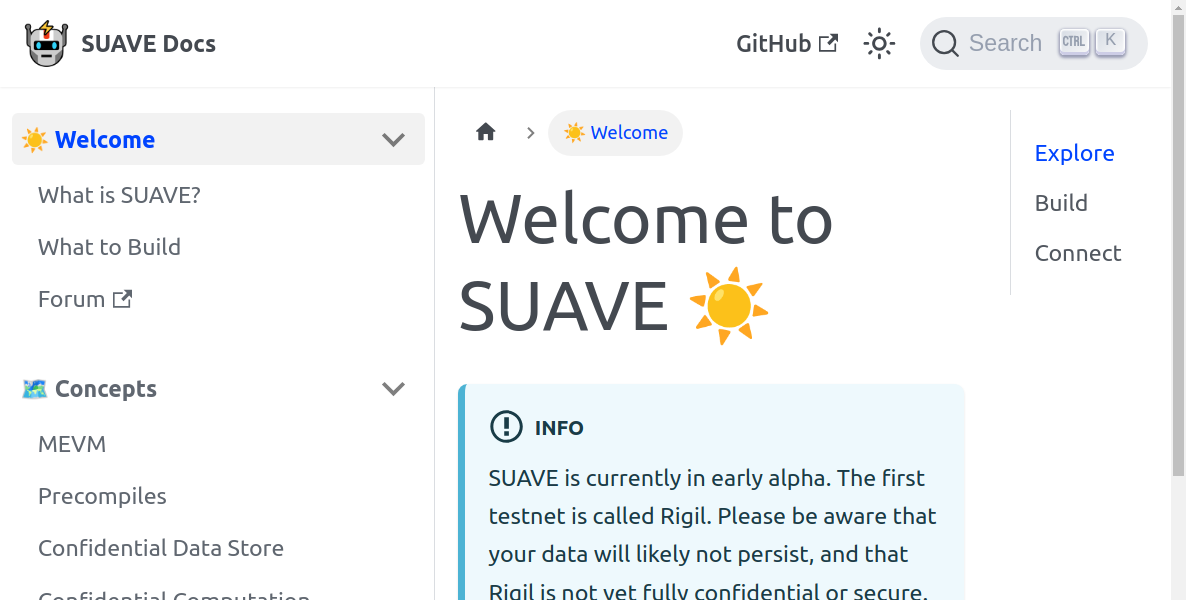 SUAVE Docs
GitHub
Search CTRL K
Welcome
What is SUAVE?
What to Build
Forum
Concepts
MEVM
Precompiles
Confidential Data Store
Confidential Computation
Welcome
Welcome to
SUAVE
INFO
SUAVE is currently in early alpha. The first
testnet is called Rigil. Please be aware that
your data will likely not persist, and that
Rigil is not yet fully confidential or secure.
Explore
Build
Connect